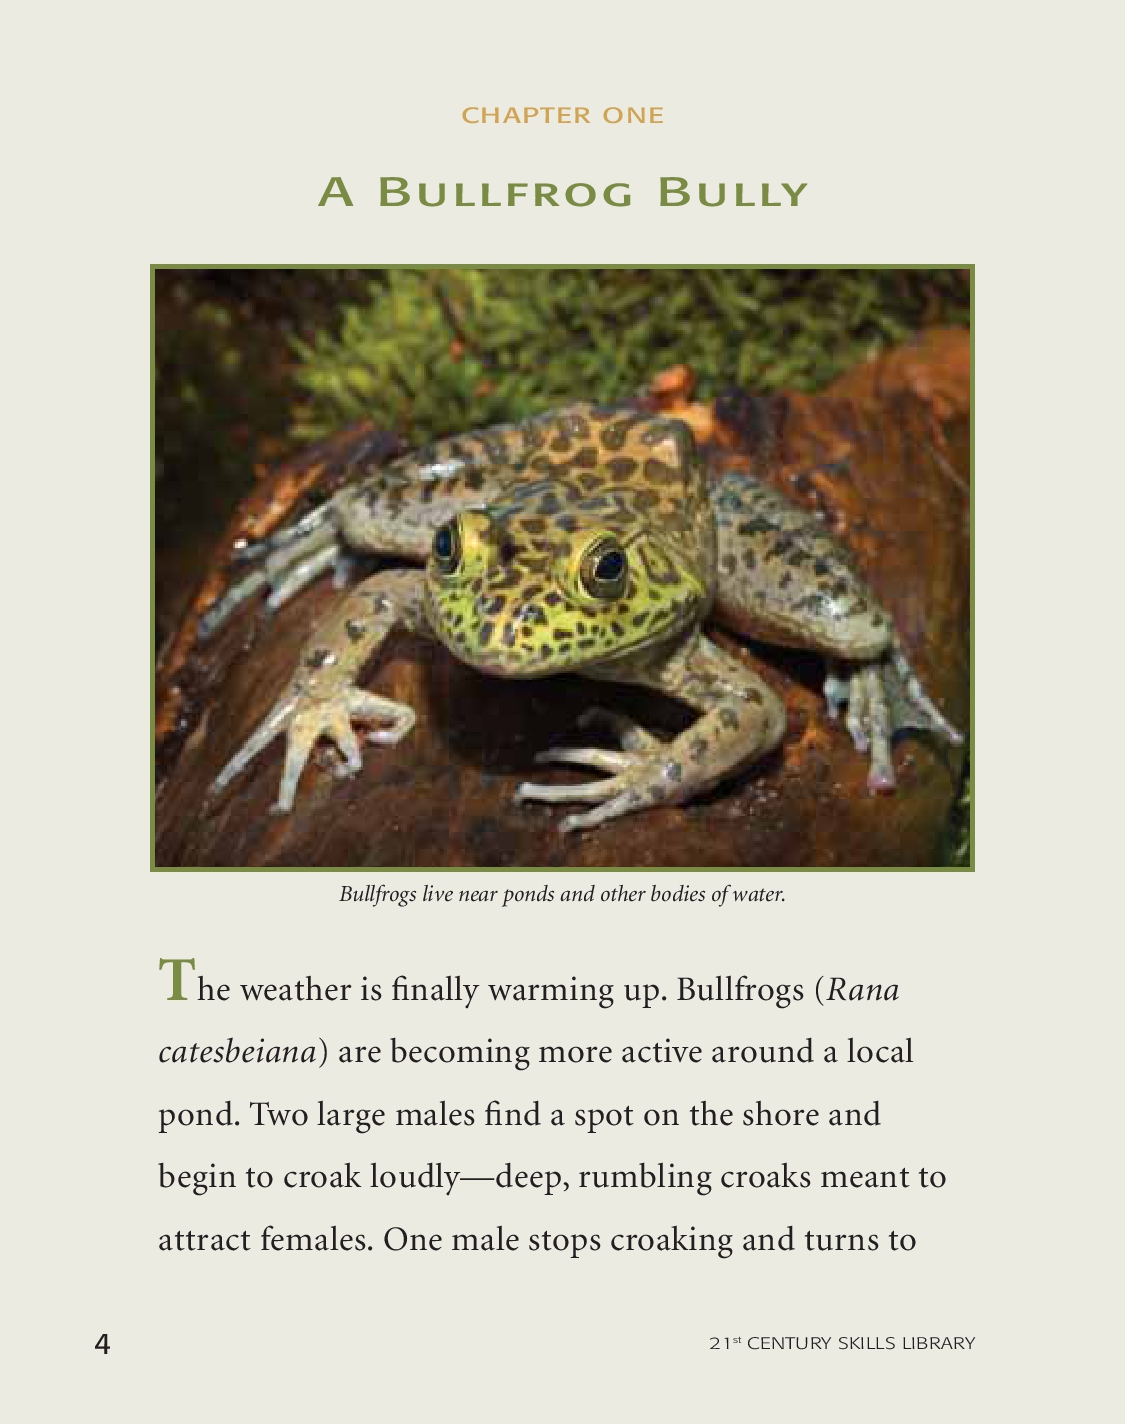 CHAPTER ONE
A BULLFROG BULLY
Bullfrogs live near ponds and other bodies of water.
The weather is finally warming up. Bullfrogs (Rana
catesbeiana) are becoming more active around a local
pond. Two large males find a spot on the shore and
begin to croak loudly—deep, rumbling croaks meant to
attract females. One male stops croaking and turns to
4
21st CENTURY SKILLS LIBRARY